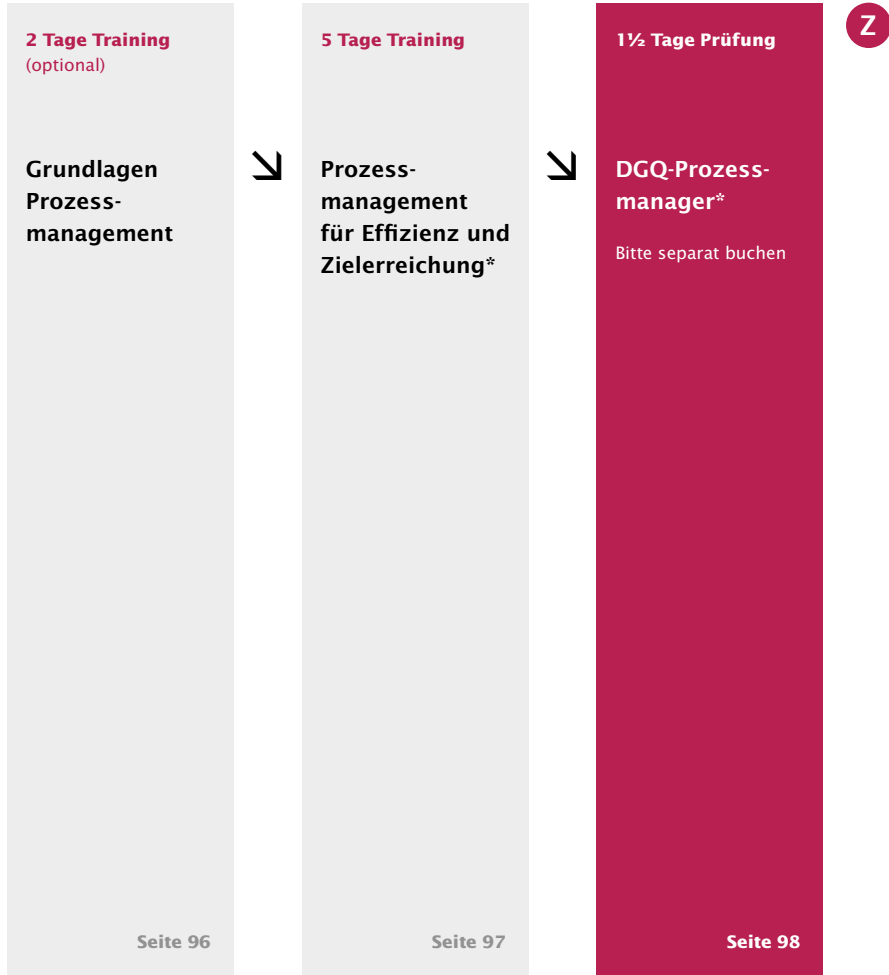 2 Tage Training
(optional)
Grundlagen
Prozess-
management
Seite 96
5 Tage Training
Prozess-
management
für Effizienz und
Zielerreichung*
Seite 97
1½ Tage Prüfung
DGQ-Prozess-
manager*
Bitte separat buchen
Seite 98
Z